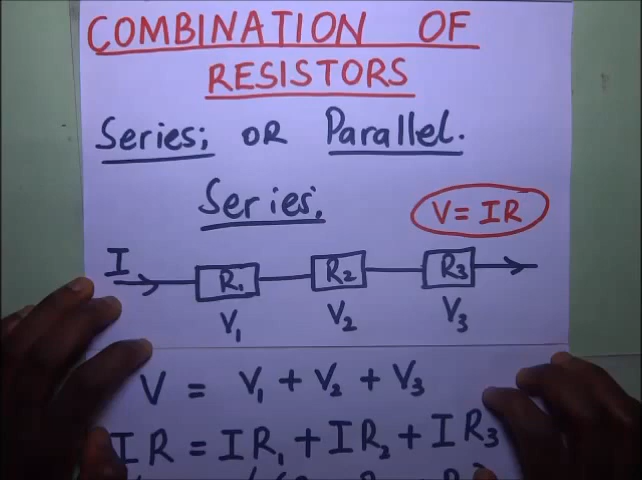 COMBINATION OF
RESISTORS
Series; OR Parallel.
Series.
V = IR
I
R₁ R₂ R₃
V₁ V₂ V₃
V = V₁ + V₂ + V₃
IR = IR₁ + IR₂ + IR₃